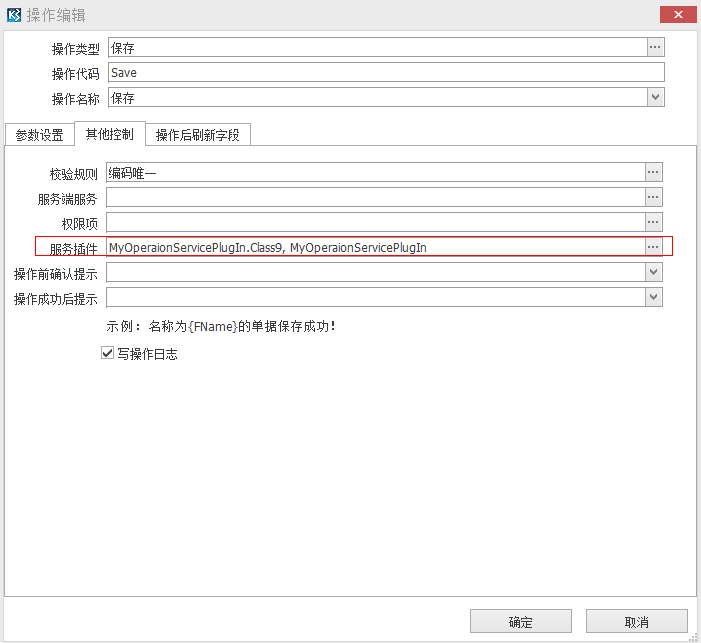 K3 操作编辑
操作类型 保存 ...
操作代码 Save
操作名称 保存
参数设置 其他控制 操作后刷新字段
校验规则 编码唯一 ...
服务端服务 ...
权限项 ...
服务插件 MyOperaionServicePlugIn.Class9, MyOperaionServicePlugIn ...
操作前确认提示
操作成功后提示
示例：名称为{FName}的单据保存成功！
写操作日志
确定 取消